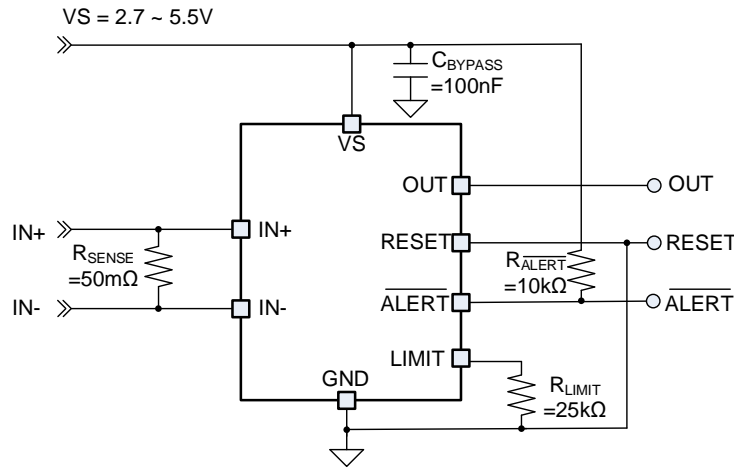 VS = 2.7 ~ 5.5V
CBYPASS
=100nF
VS
OUT
OUT
IN+
IN+
RESET
RESET
RSENSE
=50mΩ
RALERT
=10kΩ
IN-
IN-
ALERT
ALERT
LIMIT
GND
RLIMIT
=25kΩ